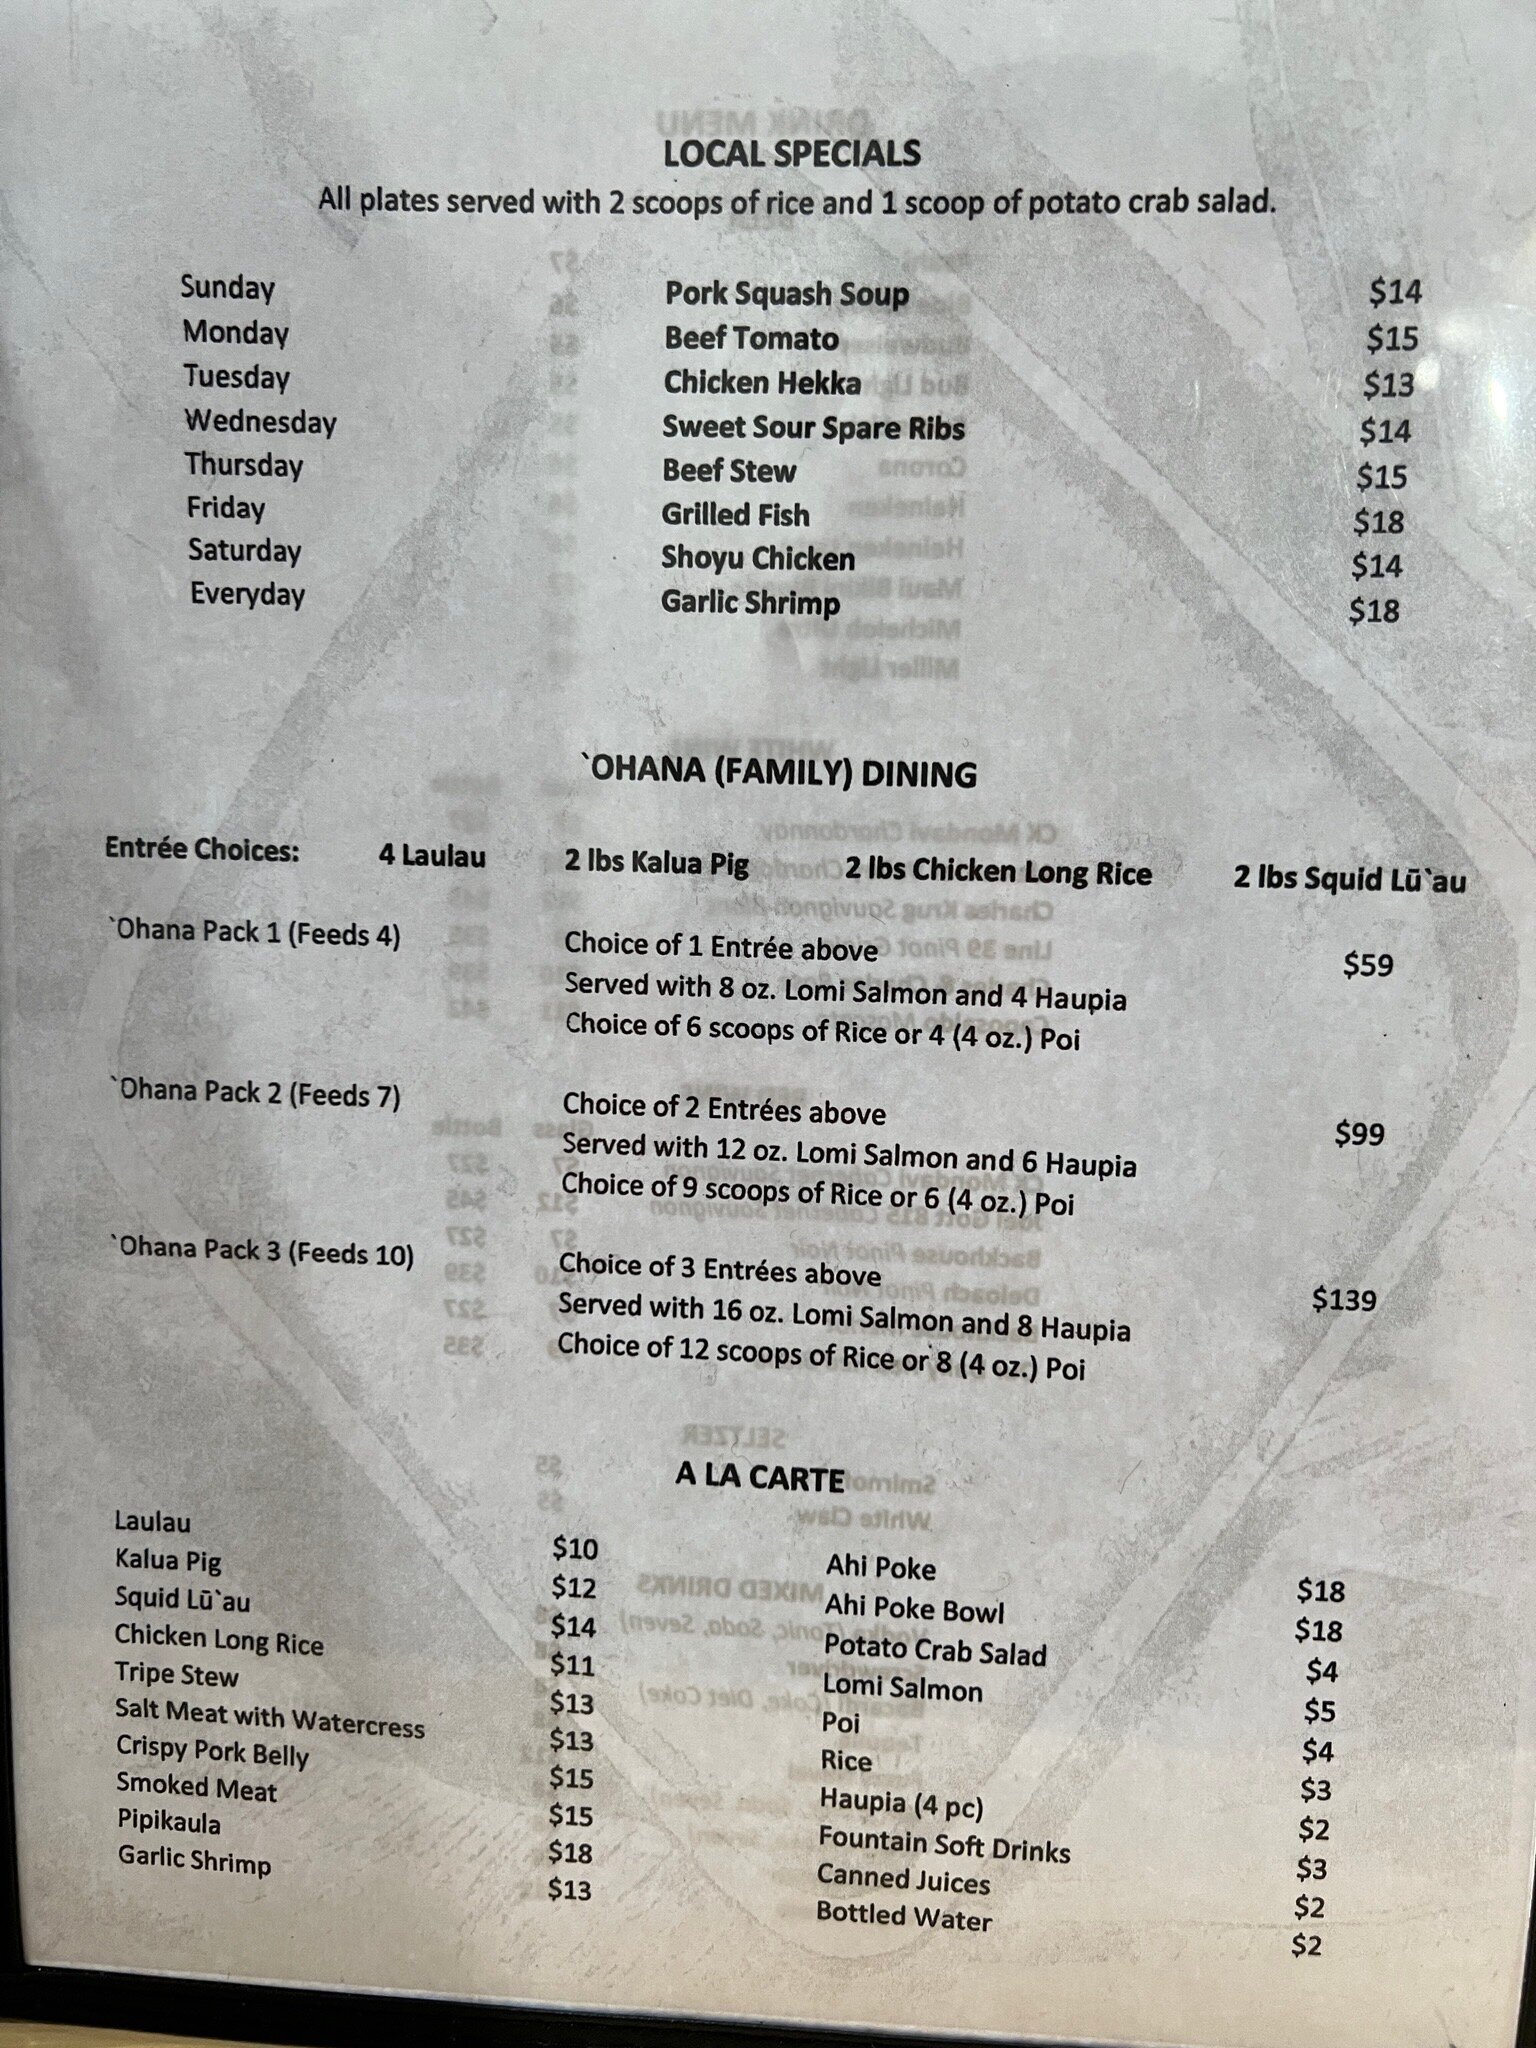 LOCAL SPECIALS
All plates served with 2 scoops of rice and 1 scoop of potato crab salad.
Sunday Pork Squash Soup $14
Monday Beef Tomato $15
Tuesday Chicken Hekka $13
Wednesday Sweet Sour Spare Ribs $14
Thursday Beef Stew $15
Friday Grilled Fish $18
Saturday Shoyu Chicken $14
Everyday Garlic Shrimp $18
`OHANA (FAMILY) DINING
Entrée Choices: 4 Laulau 2 lbs Kalua Pig 2 lbs Chicken Long Rice 2 lbs Squid Lū`au
`Ohana Pack 1 (Feeds 4) Choice of 1 Entrée above $59
Served with 8 oz. Lomi Salmon and 4 Haupia
Choice of 6 scoops of Rice or 4 (4 oz.) Poi
`Ohana Pack 2 (Feeds 7) Choice of 2 Entrées above $99
Served with 12 oz. Lomi Salmon and 6 Haupia
Choice of 9 scoops of Rice or 6 (4 oz.) Poi
`Ohana Pack 3 (Feeds 10) Choice of 3 Entrées above $139
Served with 16 oz. Lomi Salmon and 8 Haupia
Choice of 12 scoops of Rice or 8 (4 oz.) Poi
A LA CARTE
Laulau $10
Kalua Pig $12
Squid Lū`au $14
Chicken Long Rice $11
Tripe Stew $13
Salt Meat with Watercress $13
Crispy Pork Belly $15
Smoked Meat $15
Pipikaula $18
Garlic Shrimp $13
Ahi Poke $18
Ahi Poke Bowl $18
Potato Crab Salad $4
Lomi Salmon $5
Poi $4
Rice $3
Haupia (4 pc) $2
Fountain Soft Drinks $3
Canned Juices $2
Bottled Water $2